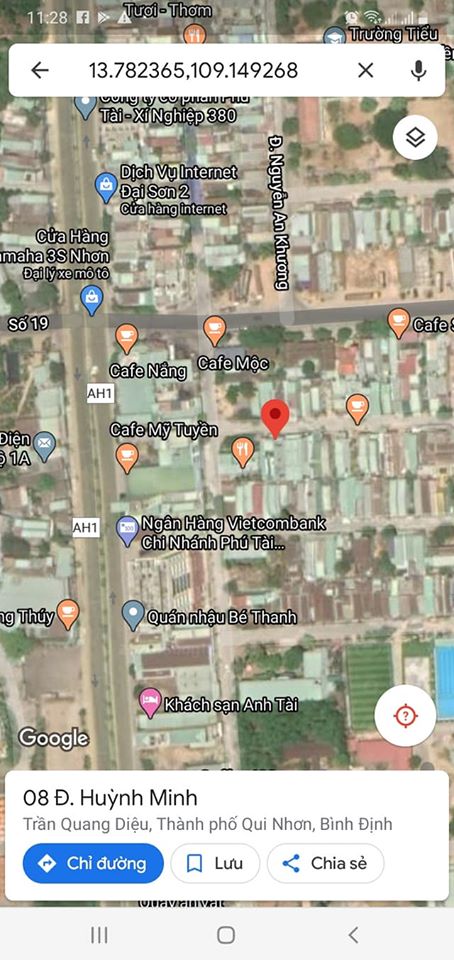 11:28
Tươi - Thơm
Trường Tiểu
13.782365,109.149268
Công ty cổ phần Phú
Tài - Xí Nghiệp 380
Dịch Vụ Internet
Đại Sơn 2
Cửa hàng internet
Đ. Nguyễn An Khương
Cửa Hàng
amaha 3S Nhơn
Đại lý xe mô tô
Số 19
Cafe Nắng
Cafe Mộc
Cafe S
AH1
Cafe Mỹ Tuyền
Điện
ộ 1A
AH1
Ngân Hàng Vietcombank
Chi Nhánh Phú Tài...
ng Thúy
Quán nhậu Bé Thanh
Khách sạn Anh Tài
Google
08 Đ. Huỳnh Minh
Trần Quang Diệu, Thành phố Qui Nhơn, Bình Định
Chỉ đường
Lưu
Chia sẻ